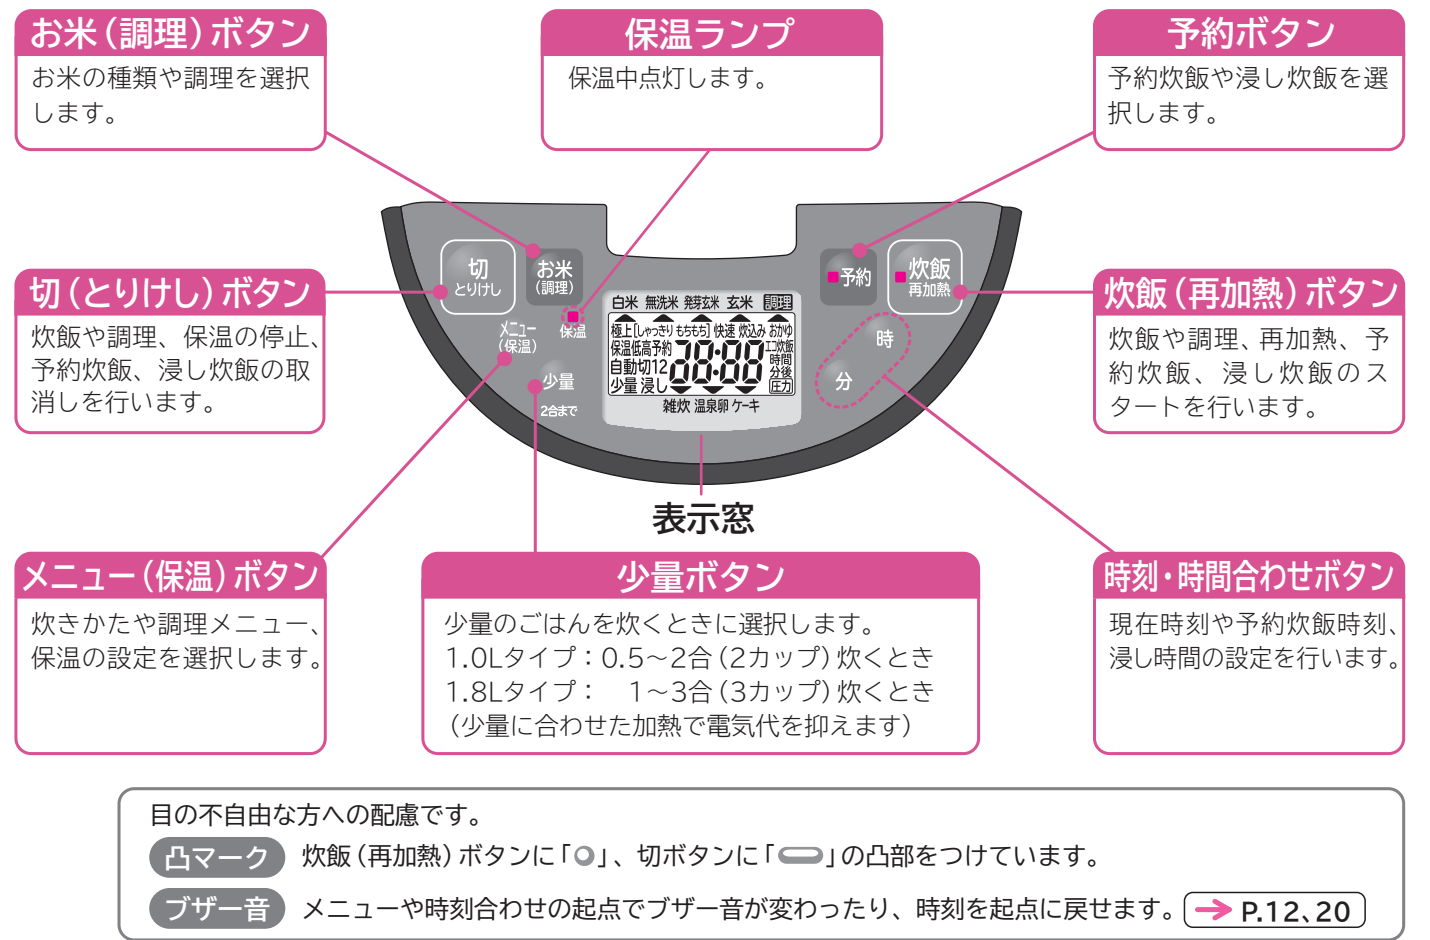 お米(調理)ボタン
お米の種類や調理を選択
します。
保温ランプ
保温中点灯します。
予約ボタン
予約炊飯や浸し炊飯を選
択します。
切(とりけし)ボタン
炊飯や調理、保温の停止、
予約炊飯、浸し炊飯の取
消しを行います。
切
とりけし
お米
(調理)
メニュー
(保温)
保温
少量
2合まで
白米 無洗米 発芽玄米 玄米 調理
極上[しゃっきり もちもち] 快速 炊込み おかゆ
保温低高予約
自動切12
少量 浸し
88:88
エコ炊飯
時間
分後
圧力
雑炊 温泉卵 ケーキ
予約
炊飯
再加熱
時
分
表示窓
炊飯(再加熱)ボタン
炊飯や調理、再加熱、予
約炊飯、浸し炊飯のス
タートを行います。
メニュー(保温)ボタン
炊きかたや調理メニュー、
保温の設定を選択します。
少量ボタン
少量のごはんを炊くときに選択します。
1.0Lタイプ：0.5〜2合(2カップ)炊くとき
1.8Lタイプ： 1〜3合(3カップ)炊くとき
(少量に合わせた加熱で電気代を抑えます)
時刻・時間合わせボタン
現在時刻や予約炊飯時刻、
浸し時間の設定を行います。
目の不自由な方への配慮です。
凸マーク 炊飯(再加熱)ボタンに「」、切ボタンに「」の凸部をつけています。
ブザー音 メニューや時刻合わせの起点でブザー音が変わったり、時刻を起点に戻せます。 → P.12、20